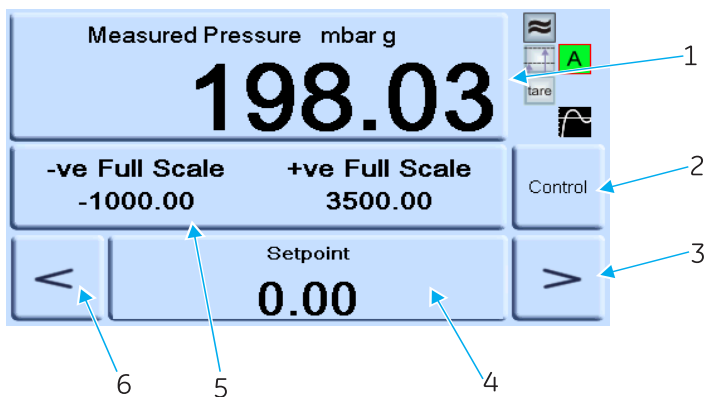 Measured Pressure mbar g
198.03
A
tare
1
-ve Full Scale +ve Full Scale
-1000.00 3500.00
Control
2
<
Setpoint
0.00
>
3
6
5
4